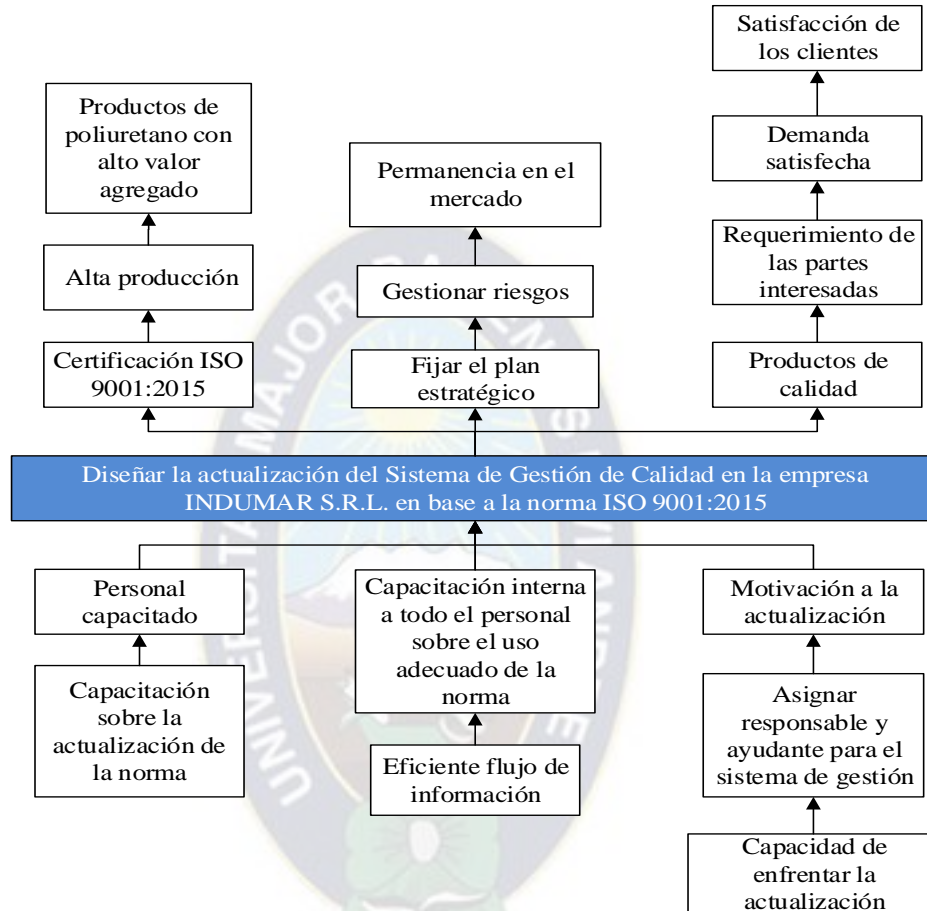 Satisfacción de
los clientes
Productos de
poliuretano con
alto valor
agregado
Permanencia en el
mercado
Demanda
satisfecha
Alta producción
Gestionar riesgos
Requerimiento de
las partes
interesadas
Certificación ISO
9001:2015
Fijar el plan
estratégico
Productos de
calidad
Diseñar la actualización del Sistema de Gestión de Calidad en la empresa
INDUMAR S.R.L. en base a la norma ISO 9001:2015
Personal
capacitado
Capacitación interna
a todo el personal
sobre el uso
adecuado de la
norma
Motivación a la
actualización
Capacitación
sobre la
actualización de
la norma
Eficiente flujo de
información
Asignar
responsable y
ayudante para el
sistema de gestión
Capacidad de
enfrentar la
actualización